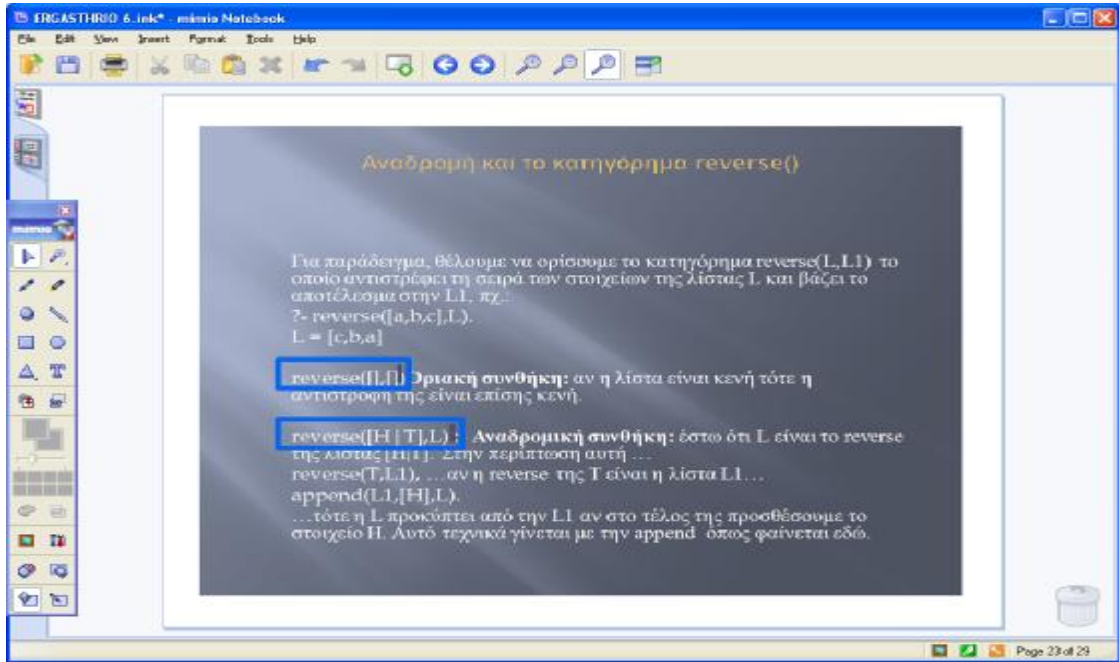 ERGASTHRIO 6.ink* - mimio Notebook
File Edit View Insert Format Tools Help
mimio
Αναδρομή και το κατηγόρημα reverse()
Για παράδειγμα, θέλουμε να ορίσουμε το κατηγόρημα reverse(L,L1) το
οποίο αντιστρέφει τη σειρά των στοιχείων της λίστας L και βάζει το
αποτέλεσμα στην L1, πχ.:
?- reverse([a,b,c],L).
L = [c,b,a]
reverse([],[]) Οριακή συνθήκη: αν η λίστα είναι κενή τότε η
αντιστροφη της είναι επίσης κενή.
reverse([H|T],L) : Αναδρομική συνθήκη: έστω ότι L είναι το reverse
της λίστας [H|T]. Στην περίπτωση αυτή …
reverse(T,L1), …αν η reverse της T είναι η λίστα L1…
append(L1,[H],L).
…τότε η L προκύπτει από την L1 αν στο τέλος της προσθέσουμε το
στοιχείο H. Αυτό τεχνικά γίνεται με την append όπως φαίνεται εδώ.
Page 23 of 29